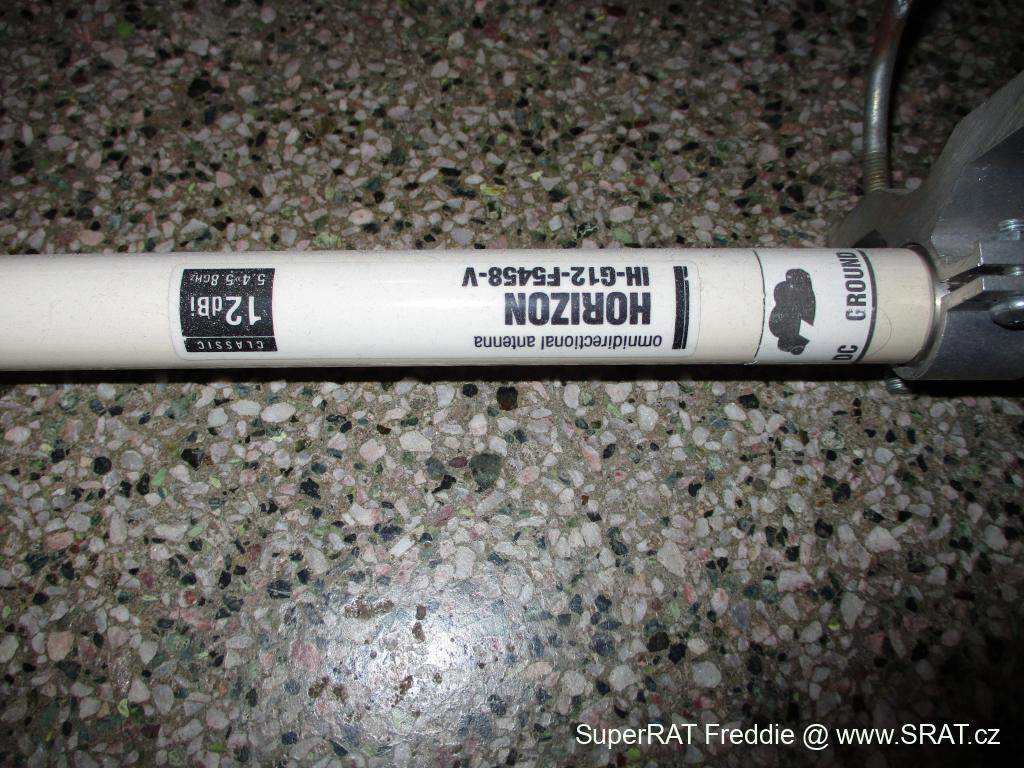 omnidirectional antenna
HORIZON
IH-G12-F5458-V
CLASSIC
12dBi
5.4-5.8GHz
DC GROUND
SuperRAT Freddie @ www.SRAT.cz